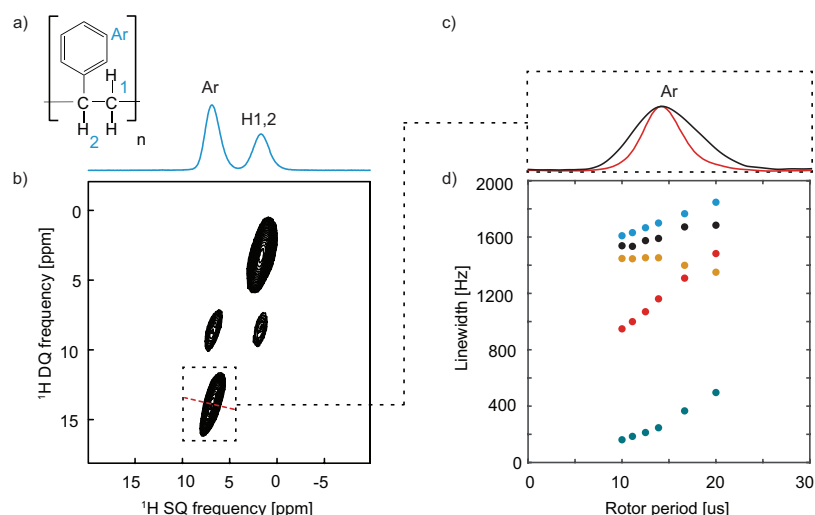 a)
Ar
H
1
C
C
H
H
2
n
Ar
H1,2
b)
¹H DQ frequency [ppm]
0
5
10
15
15
10
5
0
-5
¹H SQ frequency [ppm]
c)
Ar
d)
Linewidth [Hz]
2000
1600
1200
800
400
0
0
10
20
30
Rotor period [us]